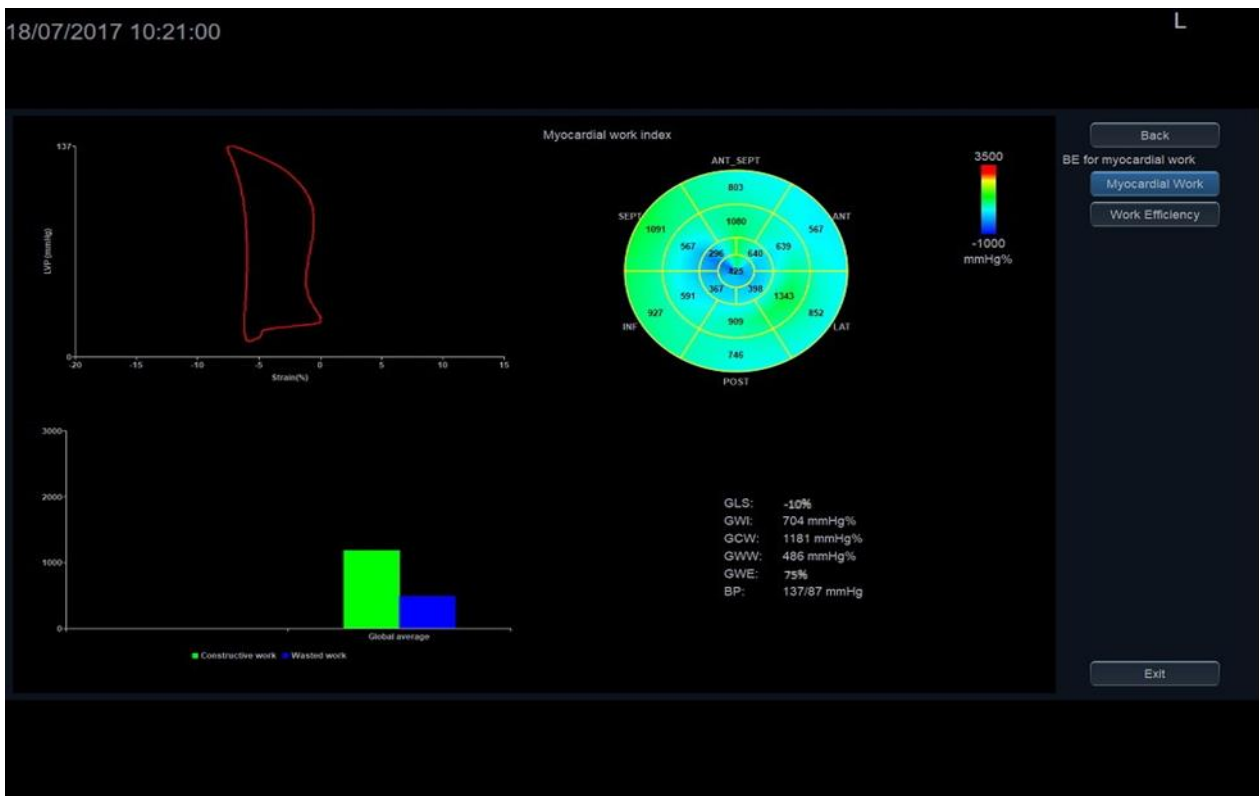 18/07/2017 10:21:00
L
Myocardial work index
137
LVP (mmHg)
0
-20 -15 -10 -5 0 5 10 15
Strain(%)
ANT_SEPT
SEPT
ANT
INF
LAT
POST
803
1091
567
1080
567
639
296
640
425
591
367
398
1343
927
909
852
746
3500
-1000
mmHg%
Back
BE for myocardial work
Myocardial Work
Work Efficiency
3000
2000
1000
0
Global average
Constructive work Wasted work
GLS: -10%
GWI: 704 mmHg%
GCW: 1181 mmHg%
GWW: 486 mmHg%
GWE: 75%
BP: 137/87 mmHg
Exit